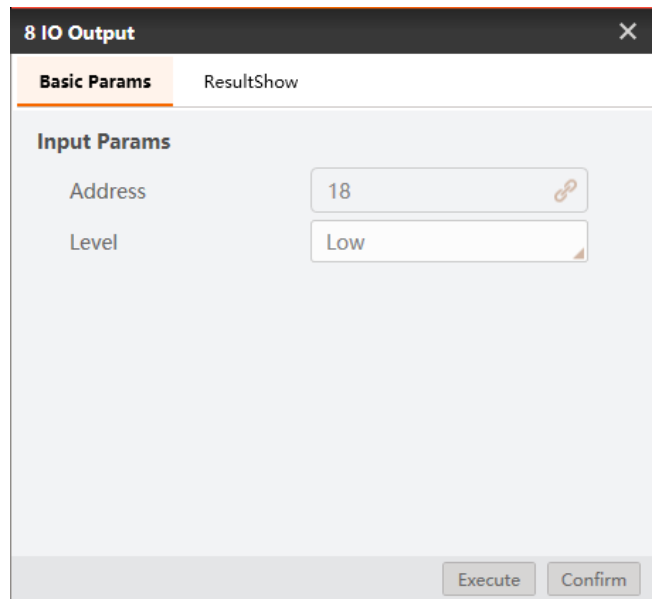 8 IO Output
Basic Params ResultShow
Input Params
Address 18
Level Low
Execute Confirm